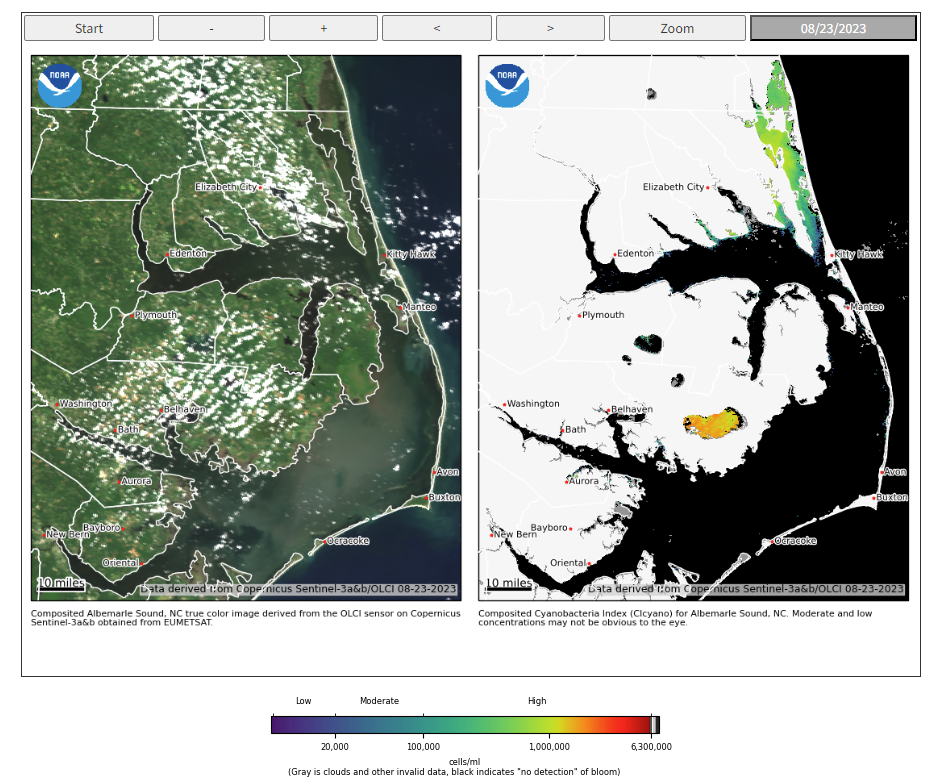 Start - + < > Zoom 08/23/2023
NOAA
Elizabeth City
Edenton
Kitty Hawk
Manteo
Plymouth
Washington
Belhaven
Bath
Aurora
Avon
Buxton
Bayboro
New Bern
Ocracoke
Oriental
10 miles
Data derived from Copernicus Sentinel-3a&b/OLCI 08-23-2023
Composited Albemarle Sound, NC true color image derived from the OLCI sensor on Copernicus
Sentinel-3a&b obtained from EUMETSAT.
NOAA
Elizabeth City
Edenton
Kitty Hawk
Manteo
Plymouth
Washington
Belhaven
Bath
Aurora
Avon
Buxton
Bayboro
New Bern
Ocracoke
Oriental
10 miles
Data derived from Copernicus Sentinel-3a&b/OLCI 08-23-2023
Composited Cyanobacteria Index (CIcyano) for Albemarle Sound, NC. Moderate and low
concentrations may not be obvious to the eye.
Low Moderate High
20,000 100,000 1,000,000 6,300,000
cells/ml
(Gray is clouds and other invalid data, black indicates "no detection" of bloom)